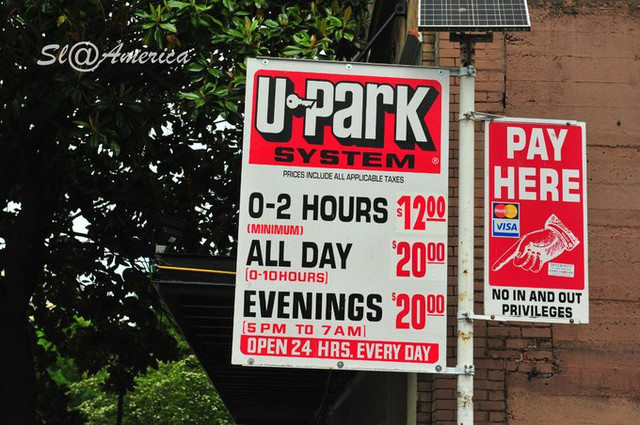 Sl@America
U-Park
SYSTEM ®
PRICES INCLUDE ALL APPLICABLE TAXES
0-2 HOURS $12.00
(MINIMUM)
ALL DAY $20.00
(0-10HOURS)
EVENINGS $20.00
(5 PM TO 7AM)
OPEN 24 HRS. EVERY DAY
PAY
HERE
MasterCard
VISA
NO IN AND OUT
PRIVILEGES